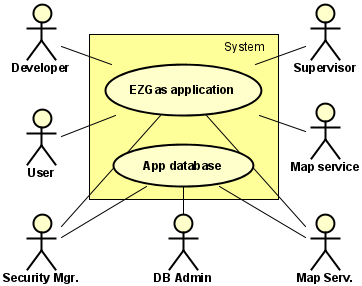 System
Developer
EZGas application
Supervisor
User
App database
Map service
Security Mgr.
DB Admin
Map Serv.